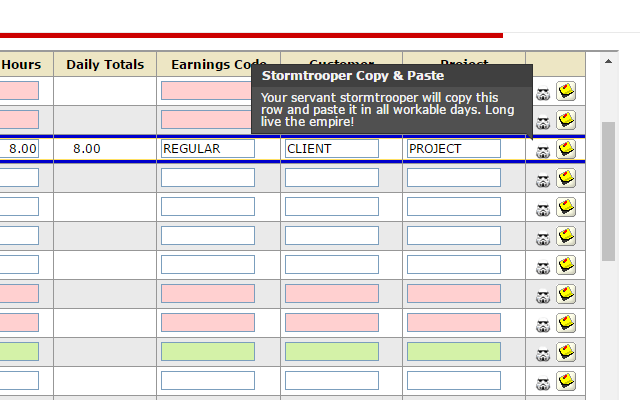 Hours Daily Totals Earnings Code Customer Project
Stormtrooper Copy & Paste
Your servant stormtrooper will copy this
row and paste it in all workable days. Long
live the empire!
8.00 8.00 REGULAR CLIENT PROJECT